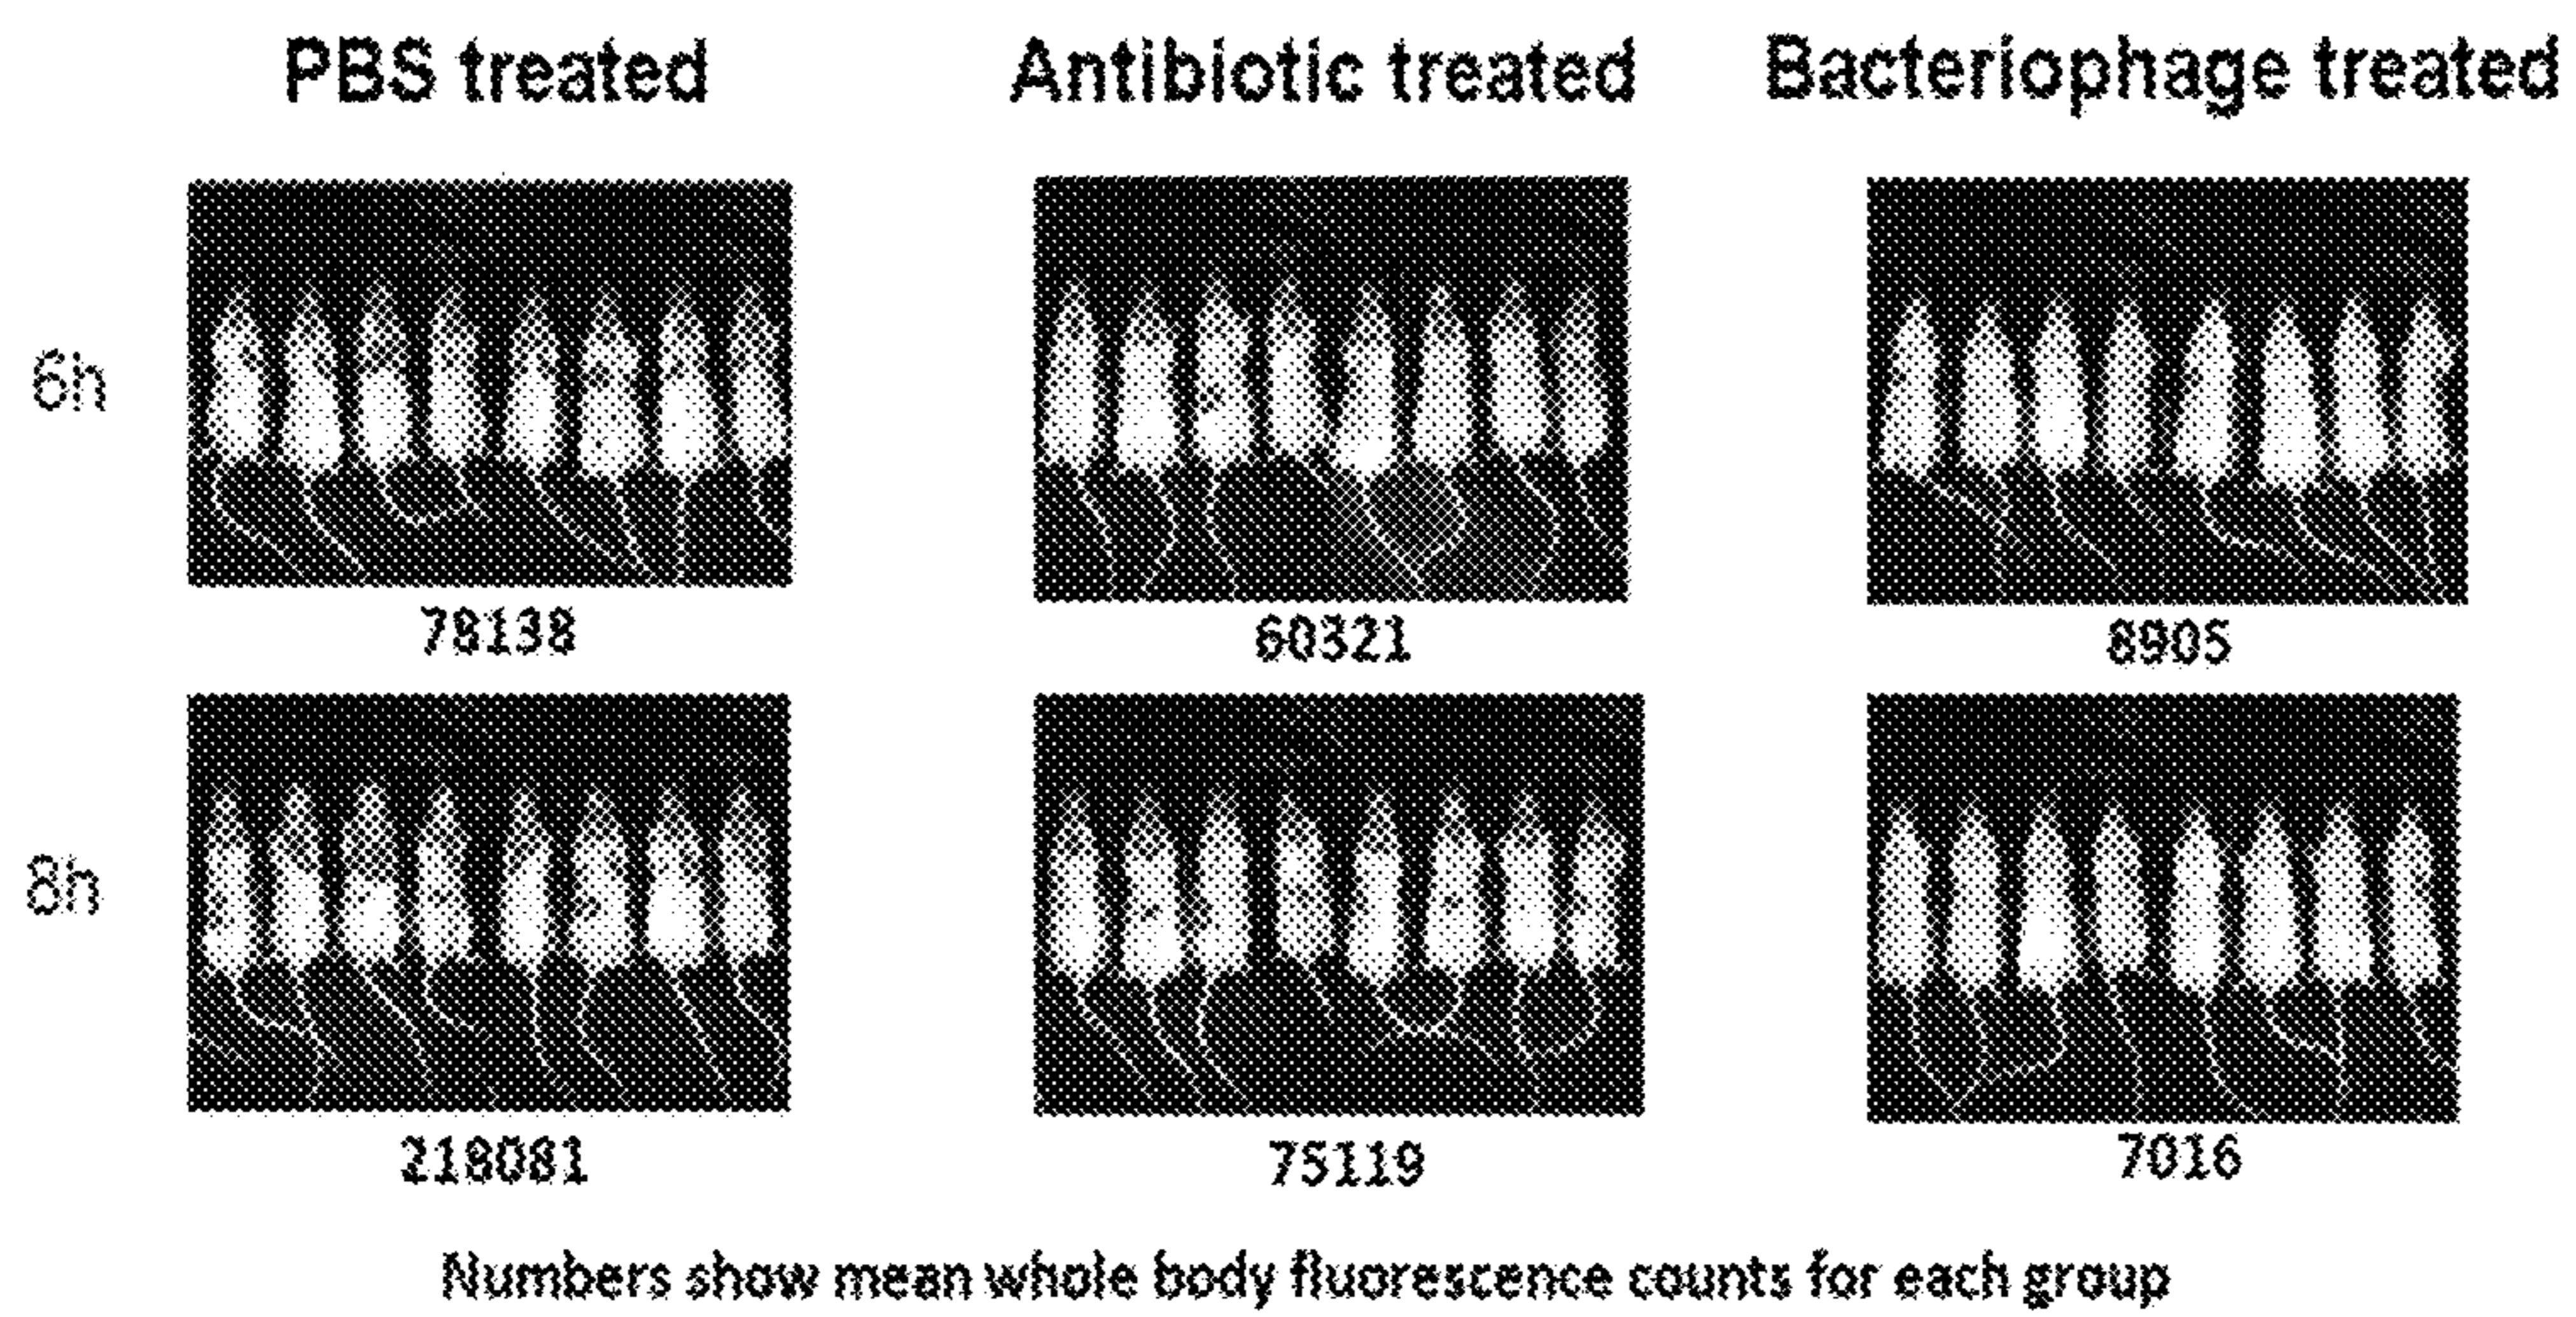 PBS treated Antibiotic treated Bacteriophage treated
6h
78138 60321 8905
8h
218081 75119 7016
Numbers show mean whole body fluorescence counts for each group